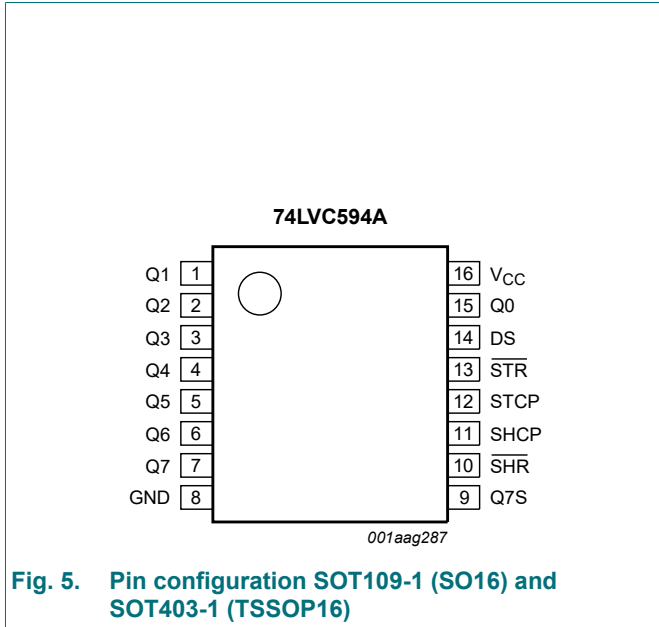 74LVC594A
Q1 1 16 VCC
Q2 2 15 Q0
Q3 3 14 DS
Q4 4 13 STR
Q5 5 12 STCP
Q6 6 11 SHCP
Q7 7 10 SHR
GND 8 9 Q7S
001aag287
Fig. 5. Pin configuration SOT109-1 (SO16) and
SOT403-1 (TSSOP16)